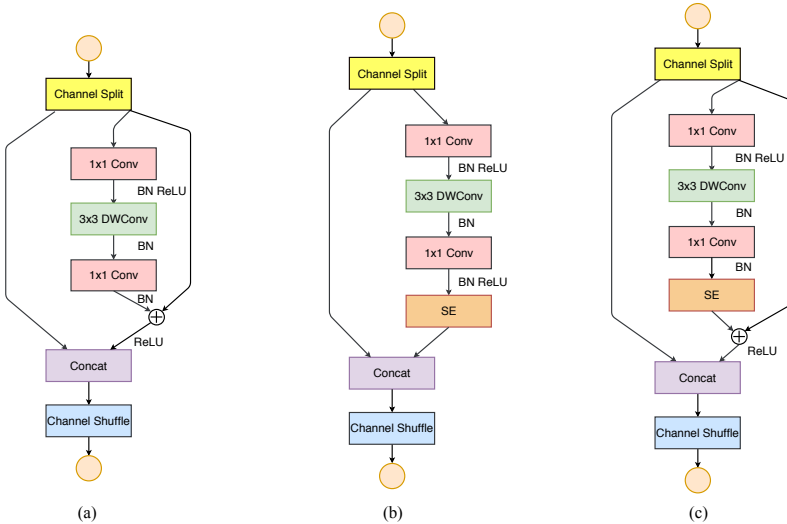 Channel Split
1x1 Conv
BN ReLU
3x3 DWConv
BN
1x1 Conv
BN
ReLU
Concat
Channel Shuffle
(a)
Channel Split
1x1 Conv
BN ReLU
3x3 DWConv
BN
1x1 Conv
BN ReLU
SE
Concat
Channel Shuffle
(b)
Channel Split
1x1 Conv
BN ReLU
3x3 DWConv
BN
1x1 Conv
BN
SE
ReLU
Concat
Channel Shuffle
(c)